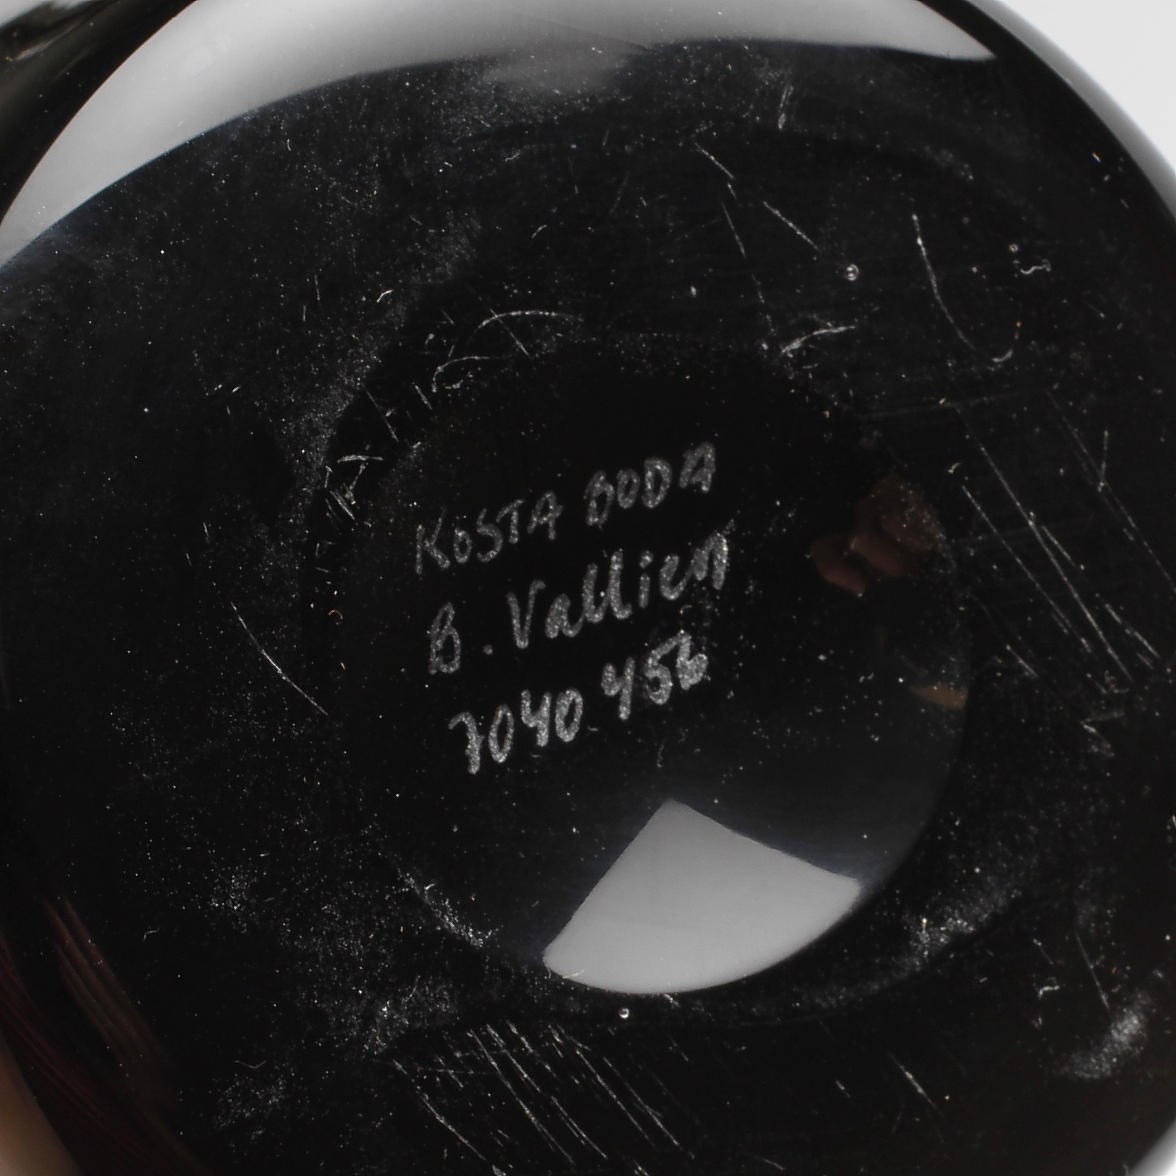 KOSTA BODA
B. Vallien
7040 456